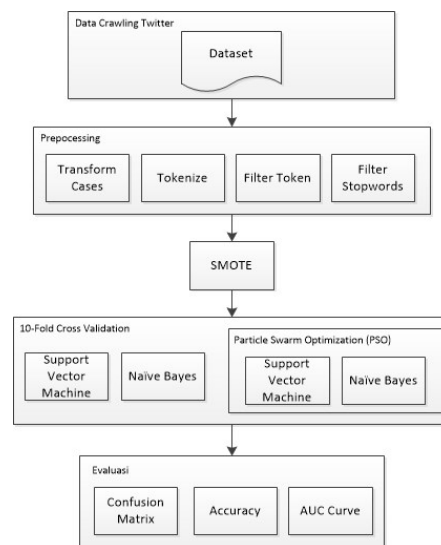 Data Crawling Twitter
Dataset
Prepocessing
Transform
Cases
Tokenize
Filter Token
Filter
Stopwords
SMOTE
10-Fold Cross Validation
Support
Vector
Machine
Naïve Bayes
Particle Swarm Optimization (PSO)
Support
Vector
Machine
Naïve Bayes
Evaluasi
Confusion
Matrix
Accuracy
AUC Curve